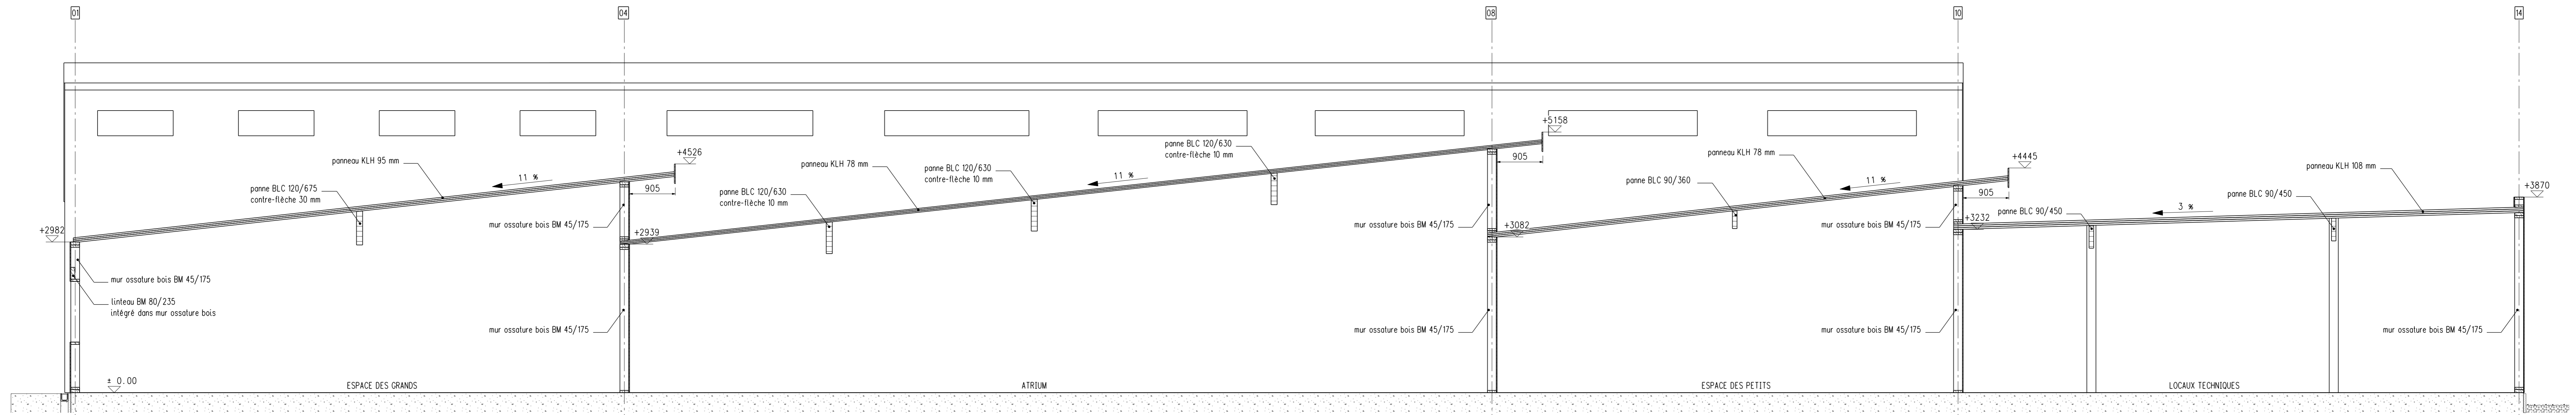 01
04
08
10
14
+5158
panne BLC 120/630
contre-flèche 10 mm
905
+4526
panneau KLH 95 mm
panneau KLH 78 mm
panne BLC 120/630
contre-flèche 10 mm
panneau KLH 78 mm
+4445
panneau KLH 108 mm
11 %
11 %
11 %
panne BLC 120/675
contre-flèche 30 mm
905
panne BLC 120/630
contre-flèche 10 mm
panne BLC 90/360
905
panne BLC 90/450
+3870
3 %
panne BLC 90/450
mur ossature bois BM 45/175
mur ossature bois BM 45/175
mur ossature bois BM 45/175
+3232
+2982
+2939
+3082
mur ossature bois BM 45/175
linteau BM 80/235
intégré dans mur ossature bois
mur ossature bois BM 45/175
mur ossature bois BM 45/175
mur ossature bois BM 45/175
mur ossature bois BM 45/175
± 0.00
ESPACE DES GRANDS
ATRIUM
ESPACE DES PETITS
LOCAUX TECHNIQUES